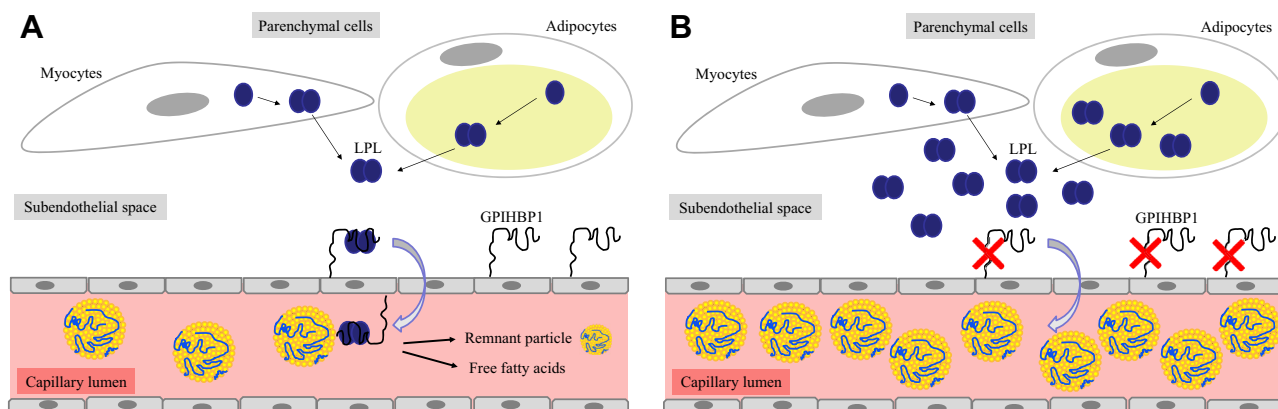 A
Parenchymal cells
Adipocytes
Myocytes
LPL
Subendothelial space
GPIHBP1
Remnant particle
Free fatty acids
Capillary lumen
B
Parenchymal cells
Adipocytes
Myocytes
LPL
Subendothelial space
GPIHBP1
Capillary lumen